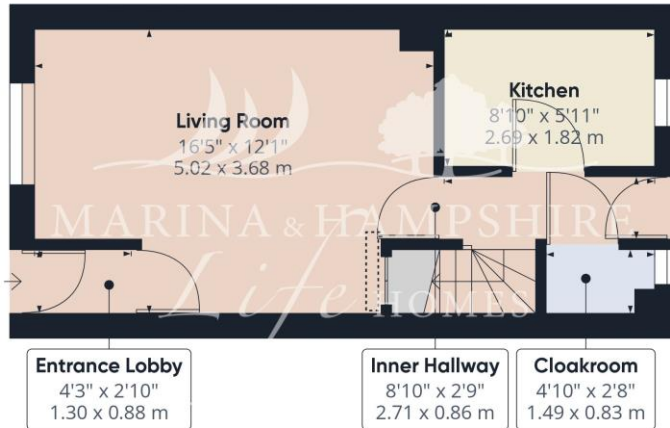 Living Room
16'5" x 12'1"
5.02 x 3.68 m
Kitchen
8'10" x 5'11"
2.69 x 1.82 m
MARINA & HAMPSHIRE
Life HOMES
Entrance Lobby
4'3" x 2'10"
1.30 x 0.88 m
Inner Hallway
8'10" x 2'9"
2.71 x 0.86 m
Cloakroom
4'10" x 2'8"
1.49 x 0.83 m